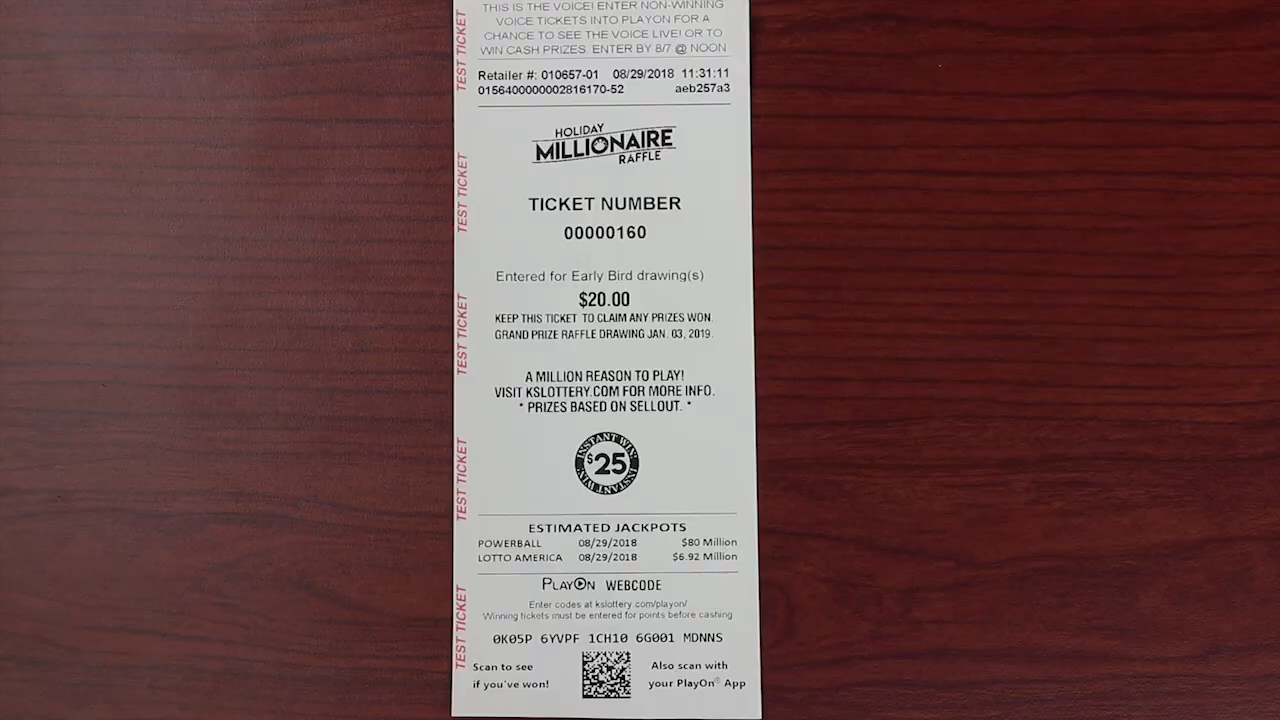 THIS IS THE VOICE! ENTER NON-WINNING
VOICE TICKETS INTO PLAYON FOR A
CHANCE TO SEE THE VOICE LIVE! OR TO
WIN CASH PRIZES. ENTER BY 8/7 @ NOON
Retailer #: 010657-01 08/29/2018 11:31:11
0156400000002816170-52 aeb257a3
HOLIDAY
MILLIONAIRE
RAFFLE
TICKET NUMBER
00000160
Entered for Early Bird drawing(s)
$20.00
KEEP THIS TICKET TO CLAIM ANY PRIZES WON.
GRAND PRIZE RAFFLE DRAWING JAN. 03, 2019.
A MILLION REASON TO PLAY!
VISIT KSLOTTERY.COM FOR MORE INFO.
* PRIZES BASED ON SELLOUT. *
INSTANT WIN
$25
INSTANT WIN
INSTANT WIN
ESTIMATED JACKPOTS
POWERBALL 08/29/2018 $80 Million
LOTTO AMERICA 08/29/2018 $6.92 Million
PLAYON WEBCODE
Enter codes at kslottery.com/playon/
Winning tickets must be entered for points before cashing
0K05P 6YVPF 1CH10 6G001 MDNNS
Scan to see Also scan with
if you've won! your PlayOn® App
TEST TICKET
TEST TICKET
TEST TICKET
TEST TICKET
TEST TICKET